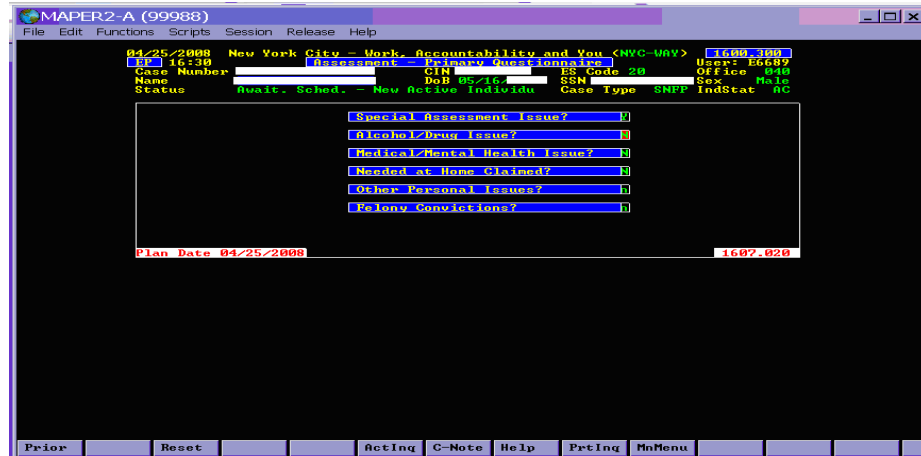 MAPER2-A (99988)
File Edit Functions Scripts Session Release Help
04/25/2008 New York City - Work, Accountability and You (NYC-WAY) 1600.300
EP 16:30 Assessment - Primary Questionnaire User: E6689
Case Number CIN ES Code 20 Office 040
Name DoB 05/16/ SSN Sex Male
Status Await. Sched. - New Active Individu Case Type SNFP IndStat AC
Special Assessment Issue? Y
Alcohol/Drug Issue? N
Medical/Mental Health Issue? N
Needed at Home Claimed? N
Other Personal Issues? n
Felony Convictions? n
Plan Date 04/25/2008 1607.020
Prior Reset ActInq C-Note Help PrtInq MnMenu